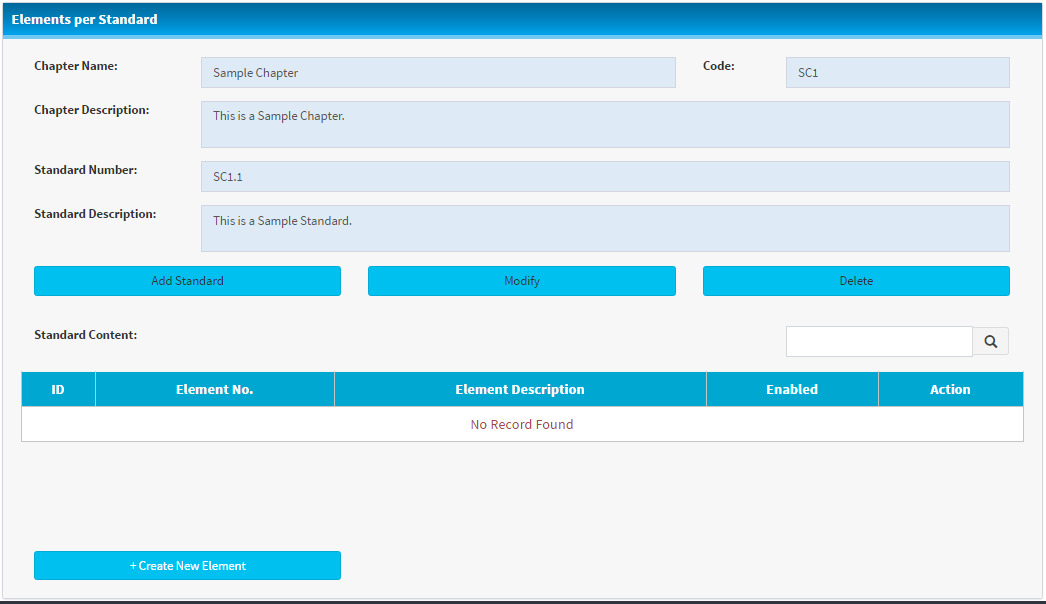 Elements per Standard
Chapter Name: Sample Chapter Code: SC1
Chapter Description: This is a Sample Chapter.
Standard Number: SC1.1
Standard Description: This is a Sample Standard.
Add Standard Modify Delete
Standard Content:
ID Element No. Element Description Enabled Action
No Record Found
+ Create New Element